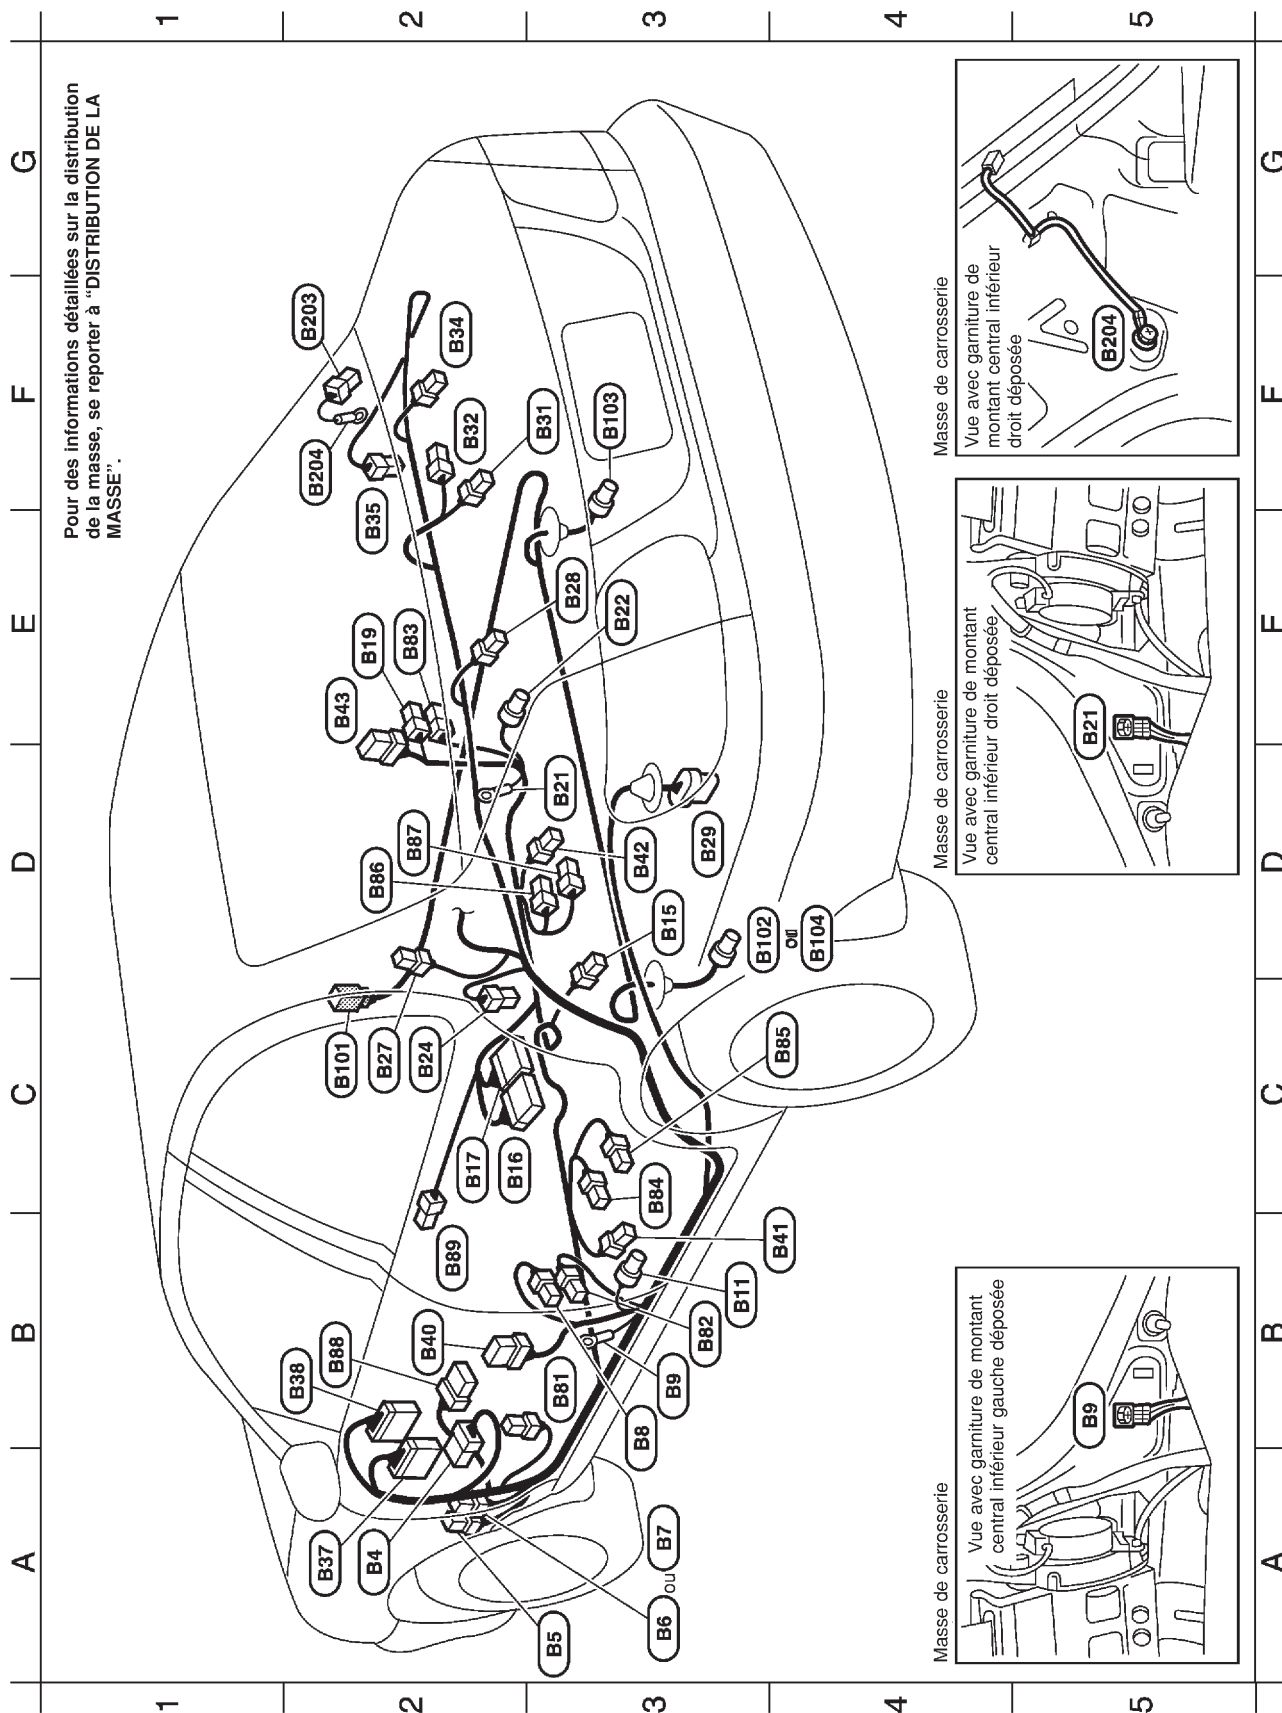 A
B
C
D
E
F
G
1
1
2
2
3
3
4
4
5
5
Pour des informations détaillées sur la distribution
de la masse, se reporter à "DISTRIBUTION DE LA
MASSE".
B38
B88
B40
B89
B37
B4
B81
B5
B6 ou B7
B8
B9
B82
B11
B41
B84
B85
B17
B16
B101
B27
B24
B86
B87
B15
B102
ou
B104
B42
B29
B21
B43
B19
B83
B28
B22
B203
B204
B35
B34
B32
B31
B103
Masse de carrosserie
Vue avec garniture de montant
central inférieur gauche déposée
B9
Masse de carrosserie
Vue avec garniture de montant
central inférieur droit déposée
B21
Masse de carrosserie
Vue avec garniture de
montant central inférieur
droit déposée
B204
A
B
C
D
E
F
G